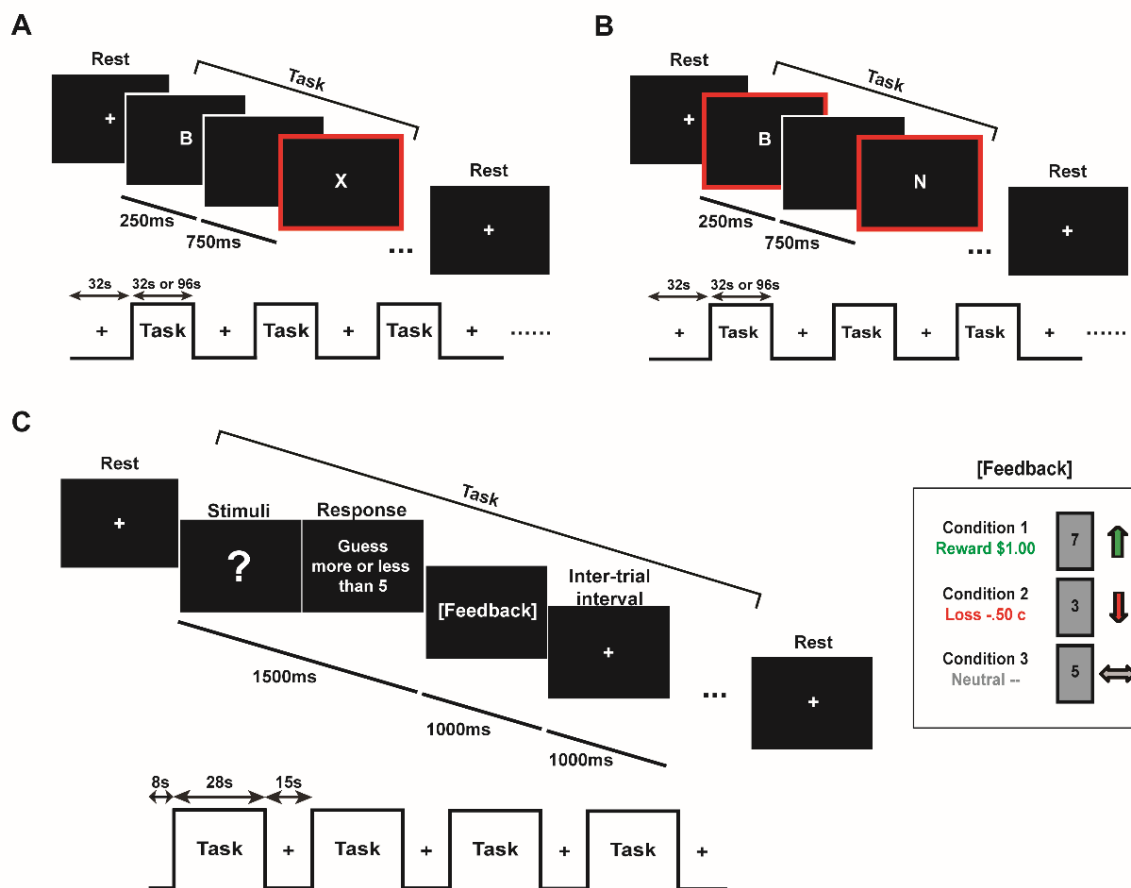 A
Rest
Task
+
B
X
250ms
750ms
Rest
...
+
32s
32s or 96s
+ Task + Task + Task + ......
B
Rest
Task
+
B
N
250ms
750ms
Rest
...
+
32s
32s or 96s
+ Task + Task + Task + ......
C
Rest
+
Task
Stimuli
?
Response
Guess
more or less
than 5
[Feedback]
Inter-trial
interval
+
...
Rest
+
1500ms
1000ms
1000ms
[Feedback]
Condition 1
Reward $1.00
7
Condition 2
Loss -.50 c
3
Condition 3
Neutral --
5
8s
28s
15s
Task + Task + Task + Task +